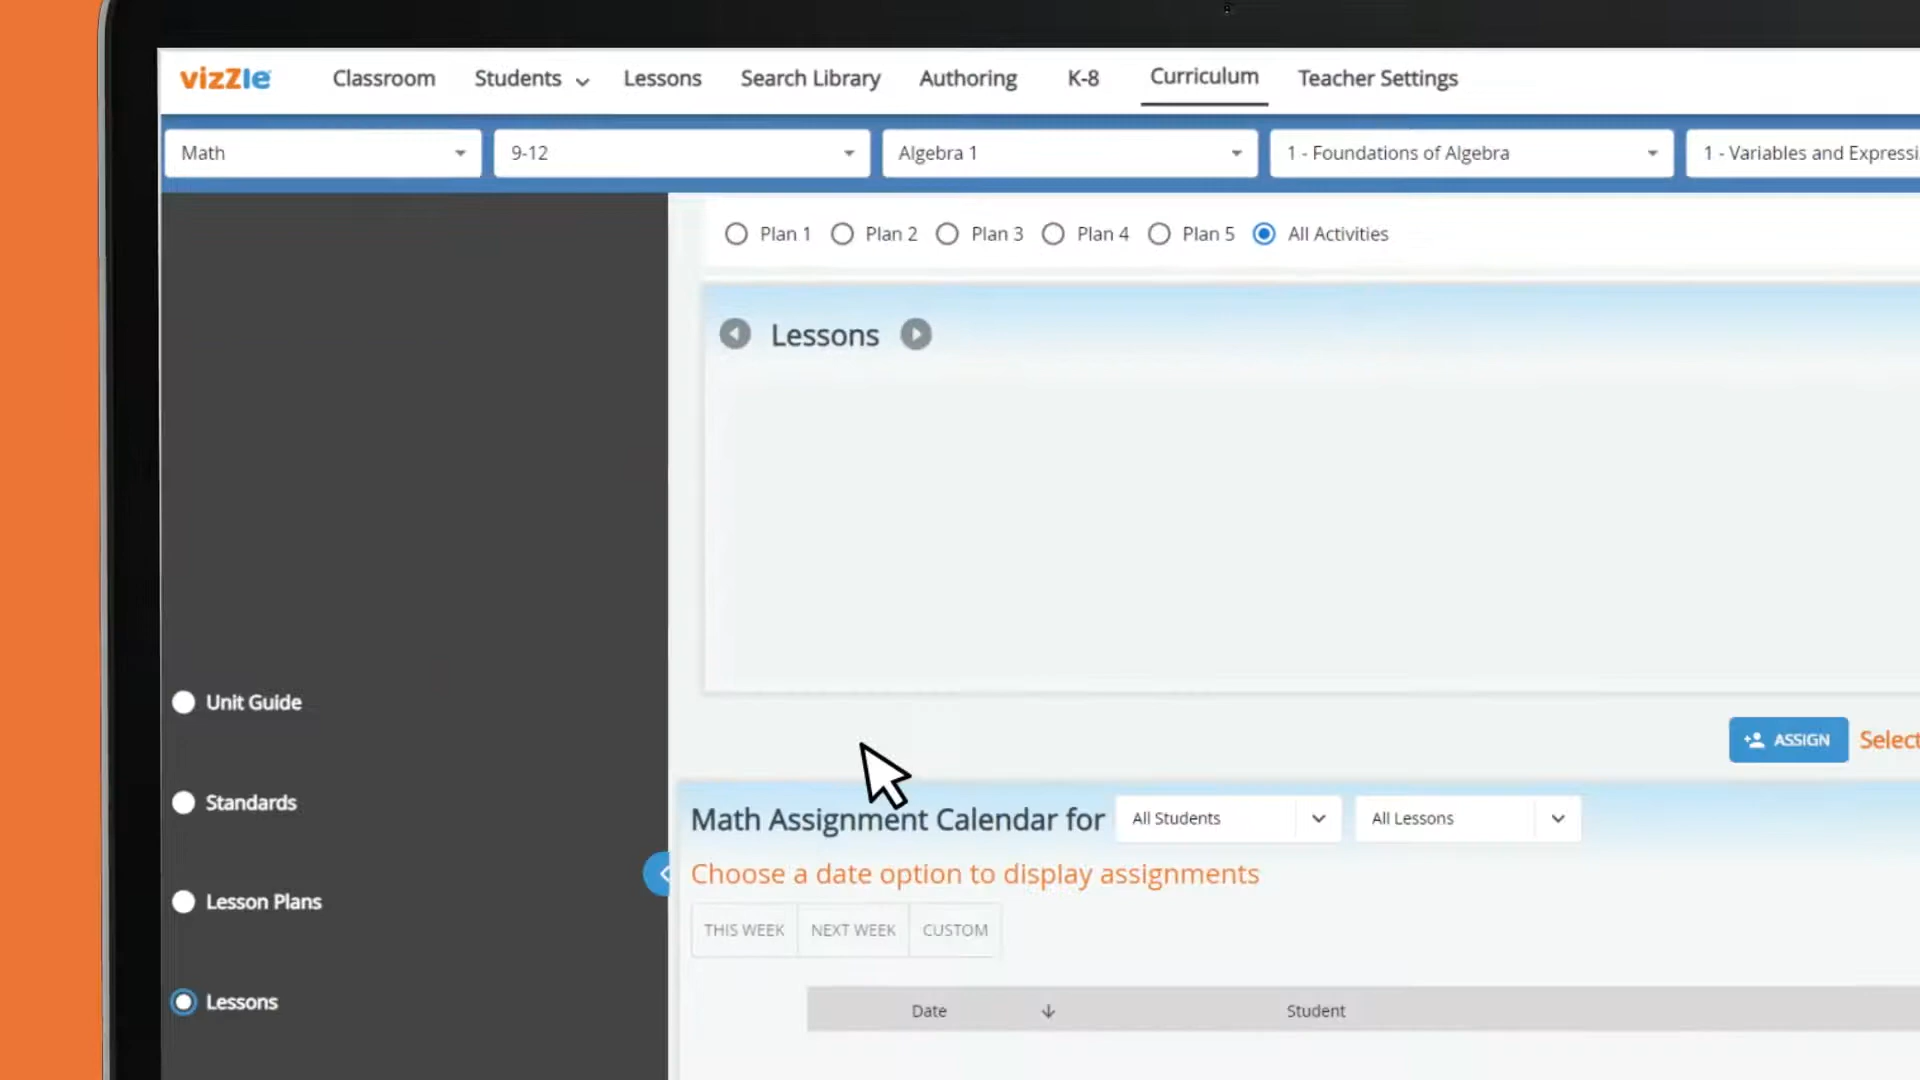 vizZle Classroom Students Lessons Search Library Authoring K-8 Curriculum Teacher Settings
Math 9-12 Algebra 1 1 - Foundations of Algebra 1 - Variables and Expressi
Plan 1 Plan 2 Plan 3 Plan 4 Plan 5 All Activities
Lessons
Unit Guide
ASSIGN Select
Standards
Math Assignment Calendar for All Students All Lessons
Choose a date option to display assignments
Lesson Plans
THIS WEEK NEXT WEEK CUSTOM
Lessons
Date Student